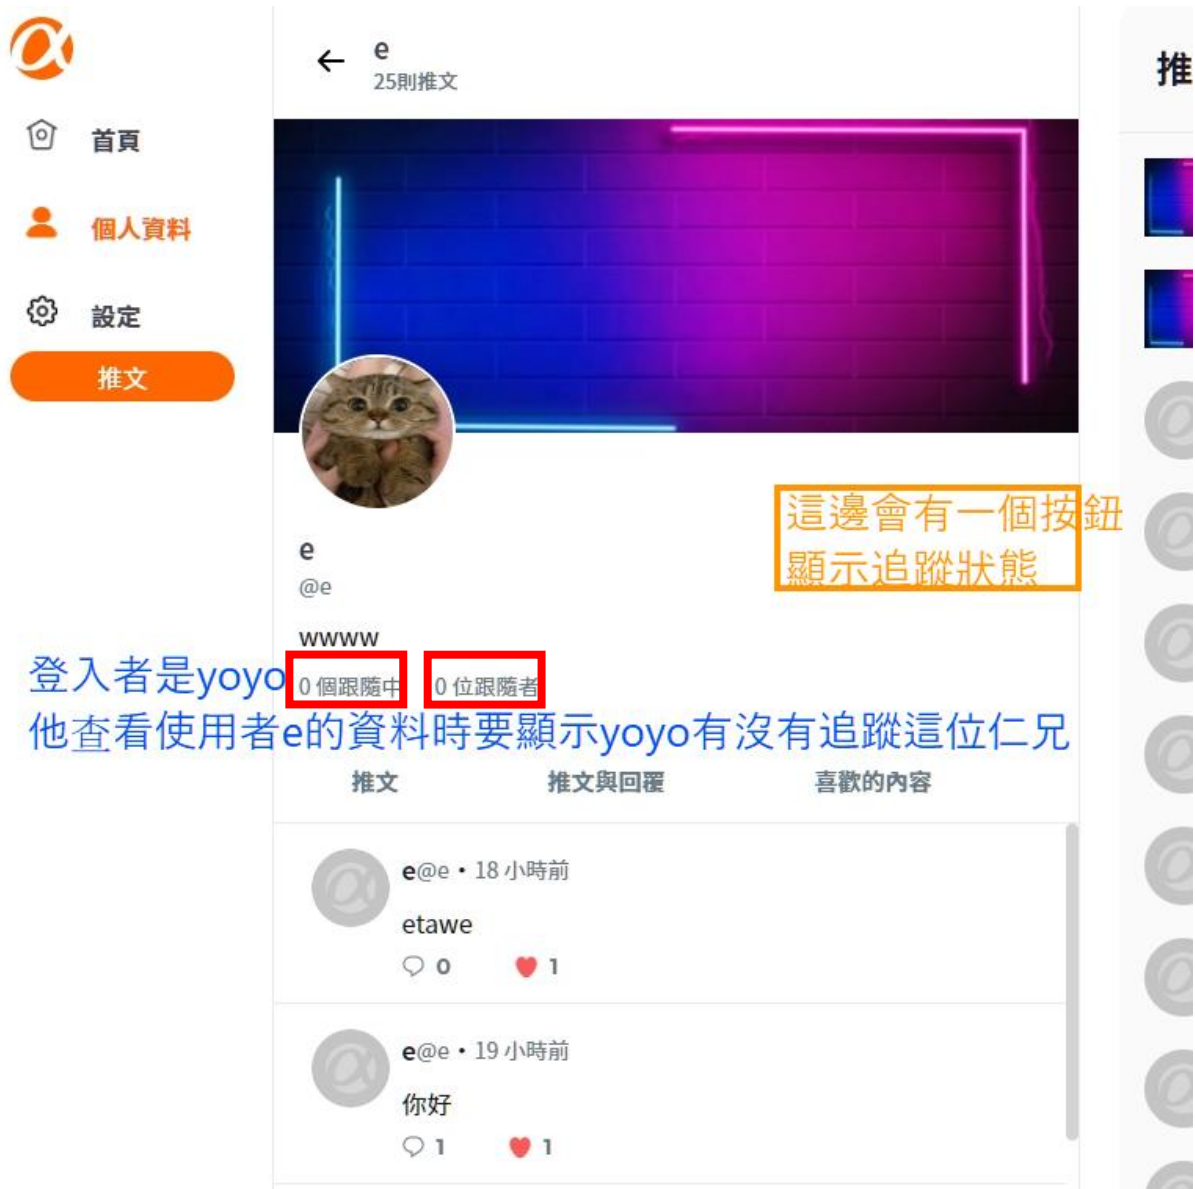 e
25則推文
推
首頁
個人資料
設定
推文
這邊會有一個按鈕
顯示追蹤狀態
e
@e
wwww
0 個跟隨中
0 位跟隨者
登入者是yoyo
他查看使用者e的資料時要顯示yoyo有沒有追蹤這位仁兄
推文
推文與回覆
喜歡的內容
e@e・18 小時前
etawe
0
1
e@e・19 小時前
你好
1
1